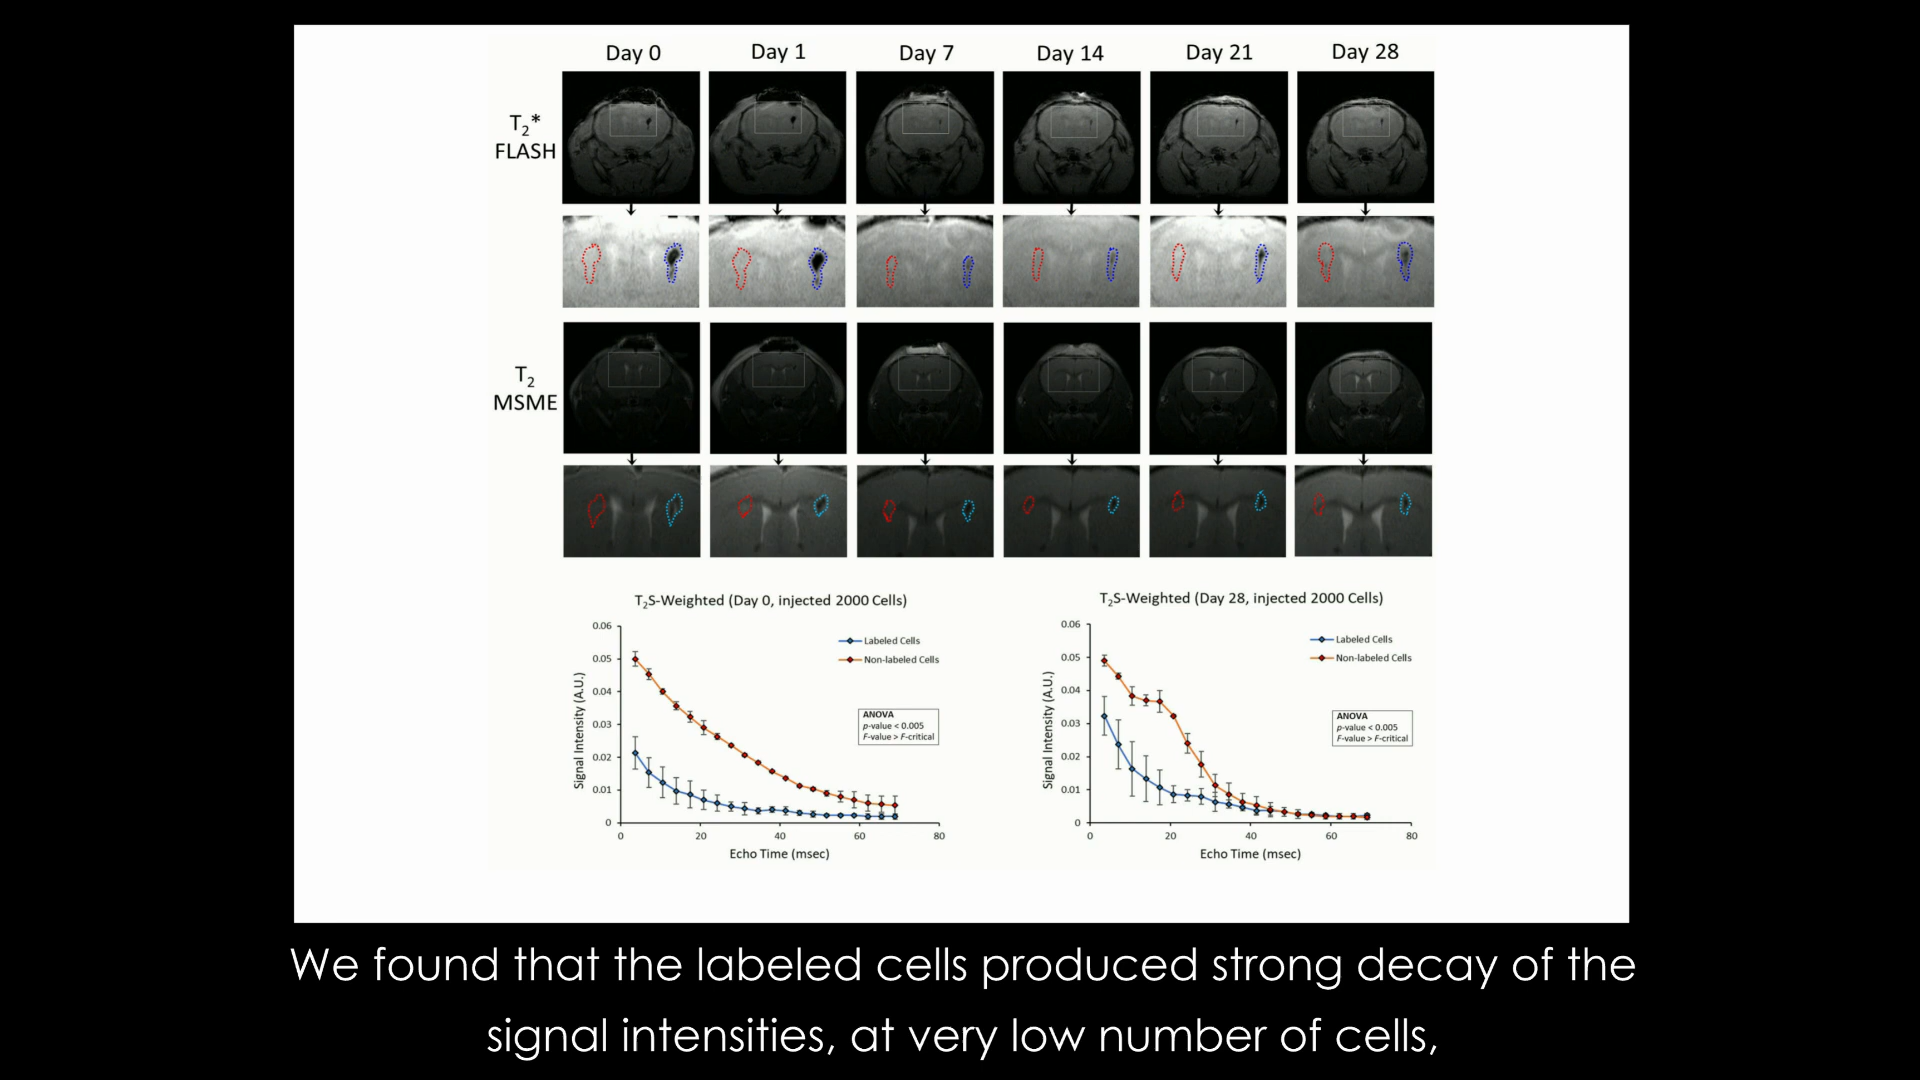 Day 0 Day 1 Day 7 Day 14 Day 21 Day 28
T2*
FLASH
T2
MSME
T2S-Weighted (Day 0, injected 2000 Cells)
Signal Intensity (A.U.)
0.06
0.05
0.04
0.03
0.02
0.01
0
0 20 40 60 80
Echo Time (msec)
Labeled Cells
Non-labeled Cells
ANOVA
p-value < 0.005
F-value > F-critical
T2S-Weighted (Day 28, injected 2000 Cells)
Signal Intensity (A.U.)
0.06
0.05
0.04
0.03
0.02
0.01
0
0 20 40 60 80
Echo Time (msec)
Labeled Cells
Non-labeled Cells
ANOVA
p-value < 0.005
F-value > F-critical
We found that the labeled cells produced strong decay of the
signal intensities, at very low number of cells,